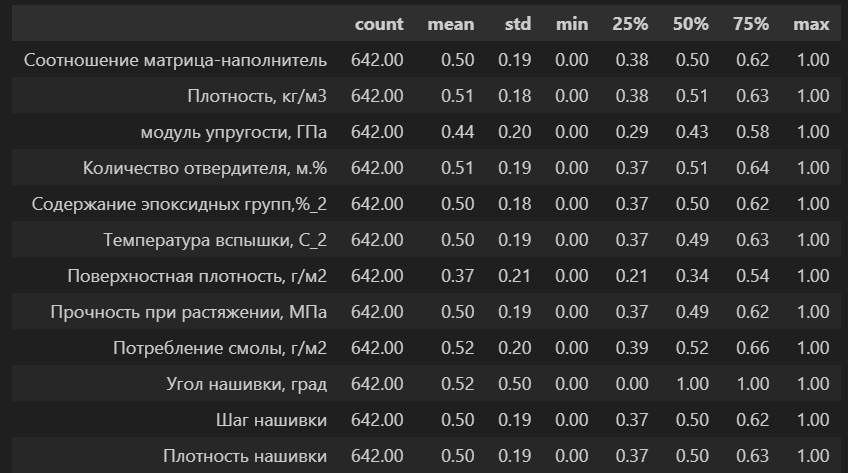 count mean std min 25% 50% 75% max
Соотношение матрица-наполнитель 642.00 0.50 0.19 0.00 0.38 0.50 0.62 1.00
Плотность, кг/м3 642.00 0.51 0.18 0.00 0.38 0.51 0.63 1.00
модуль упругости, ГПа 642.00 0.44 0.20 0.00 0.29 0.43 0.58 1.00
Количество отвердителя, м.% 642.00 0.51 0.19 0.00 0.37 0.51 0.64 1.00
Содержание эпоксидных групп,%_2 642.00 0.50 0.18 0.00 0.37 0.50 0.62 1.00
Температура вспышки, С_2 642.00 0.50 0.19 0.00 0.37 0.49 0.63 1.00
Поверхностная плотность, г/м2 642.00 0.37 0.21 0.00 0.21 0.34 0.54 1.00
Прочность при растяжении, МПа 642.00 0.50 0.19 0.00 0.37 0.49 0.62 1.00
Потребление смолы, г/м2 642.00 0.52 0.20 0.00 0.39 0.52 0.66 1.00
Угол нашивки, град 642.00 0.52 0.50 0.00 0.00 1.00 1.00 1.00
Шаг нашивки 642.00 0.50 0.19 0.00 0.37 0.50 0.62 1.00
Плотность нашивки 642.00 0.50 0.19 0.00 0.37 0.50 0.63 1.00